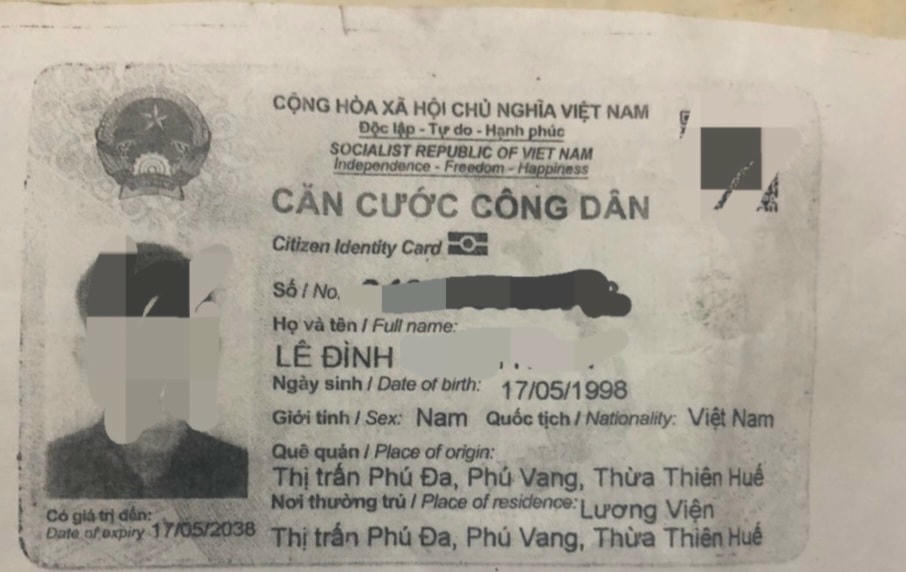 CỘNG HÒA XÃ HỘI CHỦ NGHĨA VIỆT NAM
Độc lập - Tự do - Hạnh phúc
SOCIALIST REPUBLIC OF VIET NAM
Independence - Freedom - Happiness
CĂN CƯỚC CÔNG DÂN
Citizen Identity Card
Số / No.
Họ và tên / Full name:
LÊ ĐÌNH
Ngày sinh / Date of birth: 17/05/1998
Giới tính / Sex: Nam Quốc tịch / Nationality: Việt Nam
Quê quán / Place of origin:
Thị trấn Phú Đa, Phú Vang, Thừa Thiên Huế
Nơi thường trú / Place of residence: Lương Viện
Thị trấn Phú Đa, Phú Vang, Thừa Thiên Huế
Có giá trị đến:
Date of expiry 17/05/2038